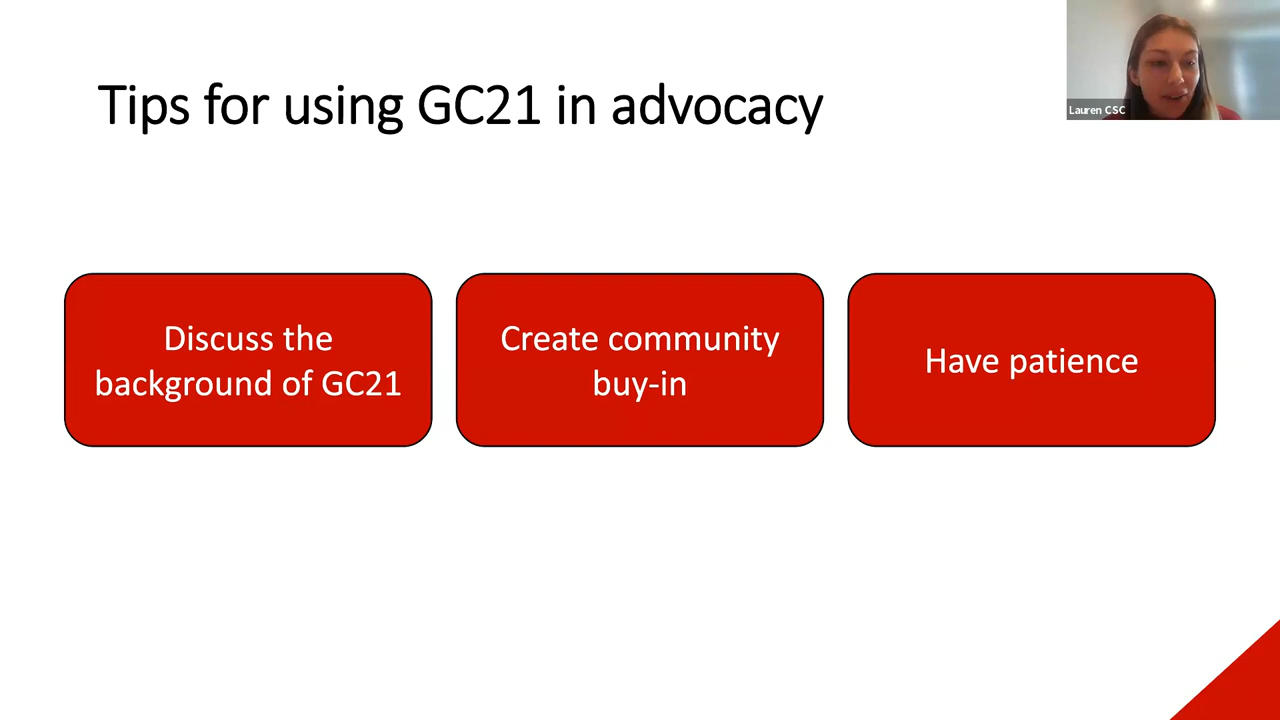 Tips for using GC21 in advocacy
Lauren CSC
Discuss the
background of GC21
Create community
buy-in
Have patience